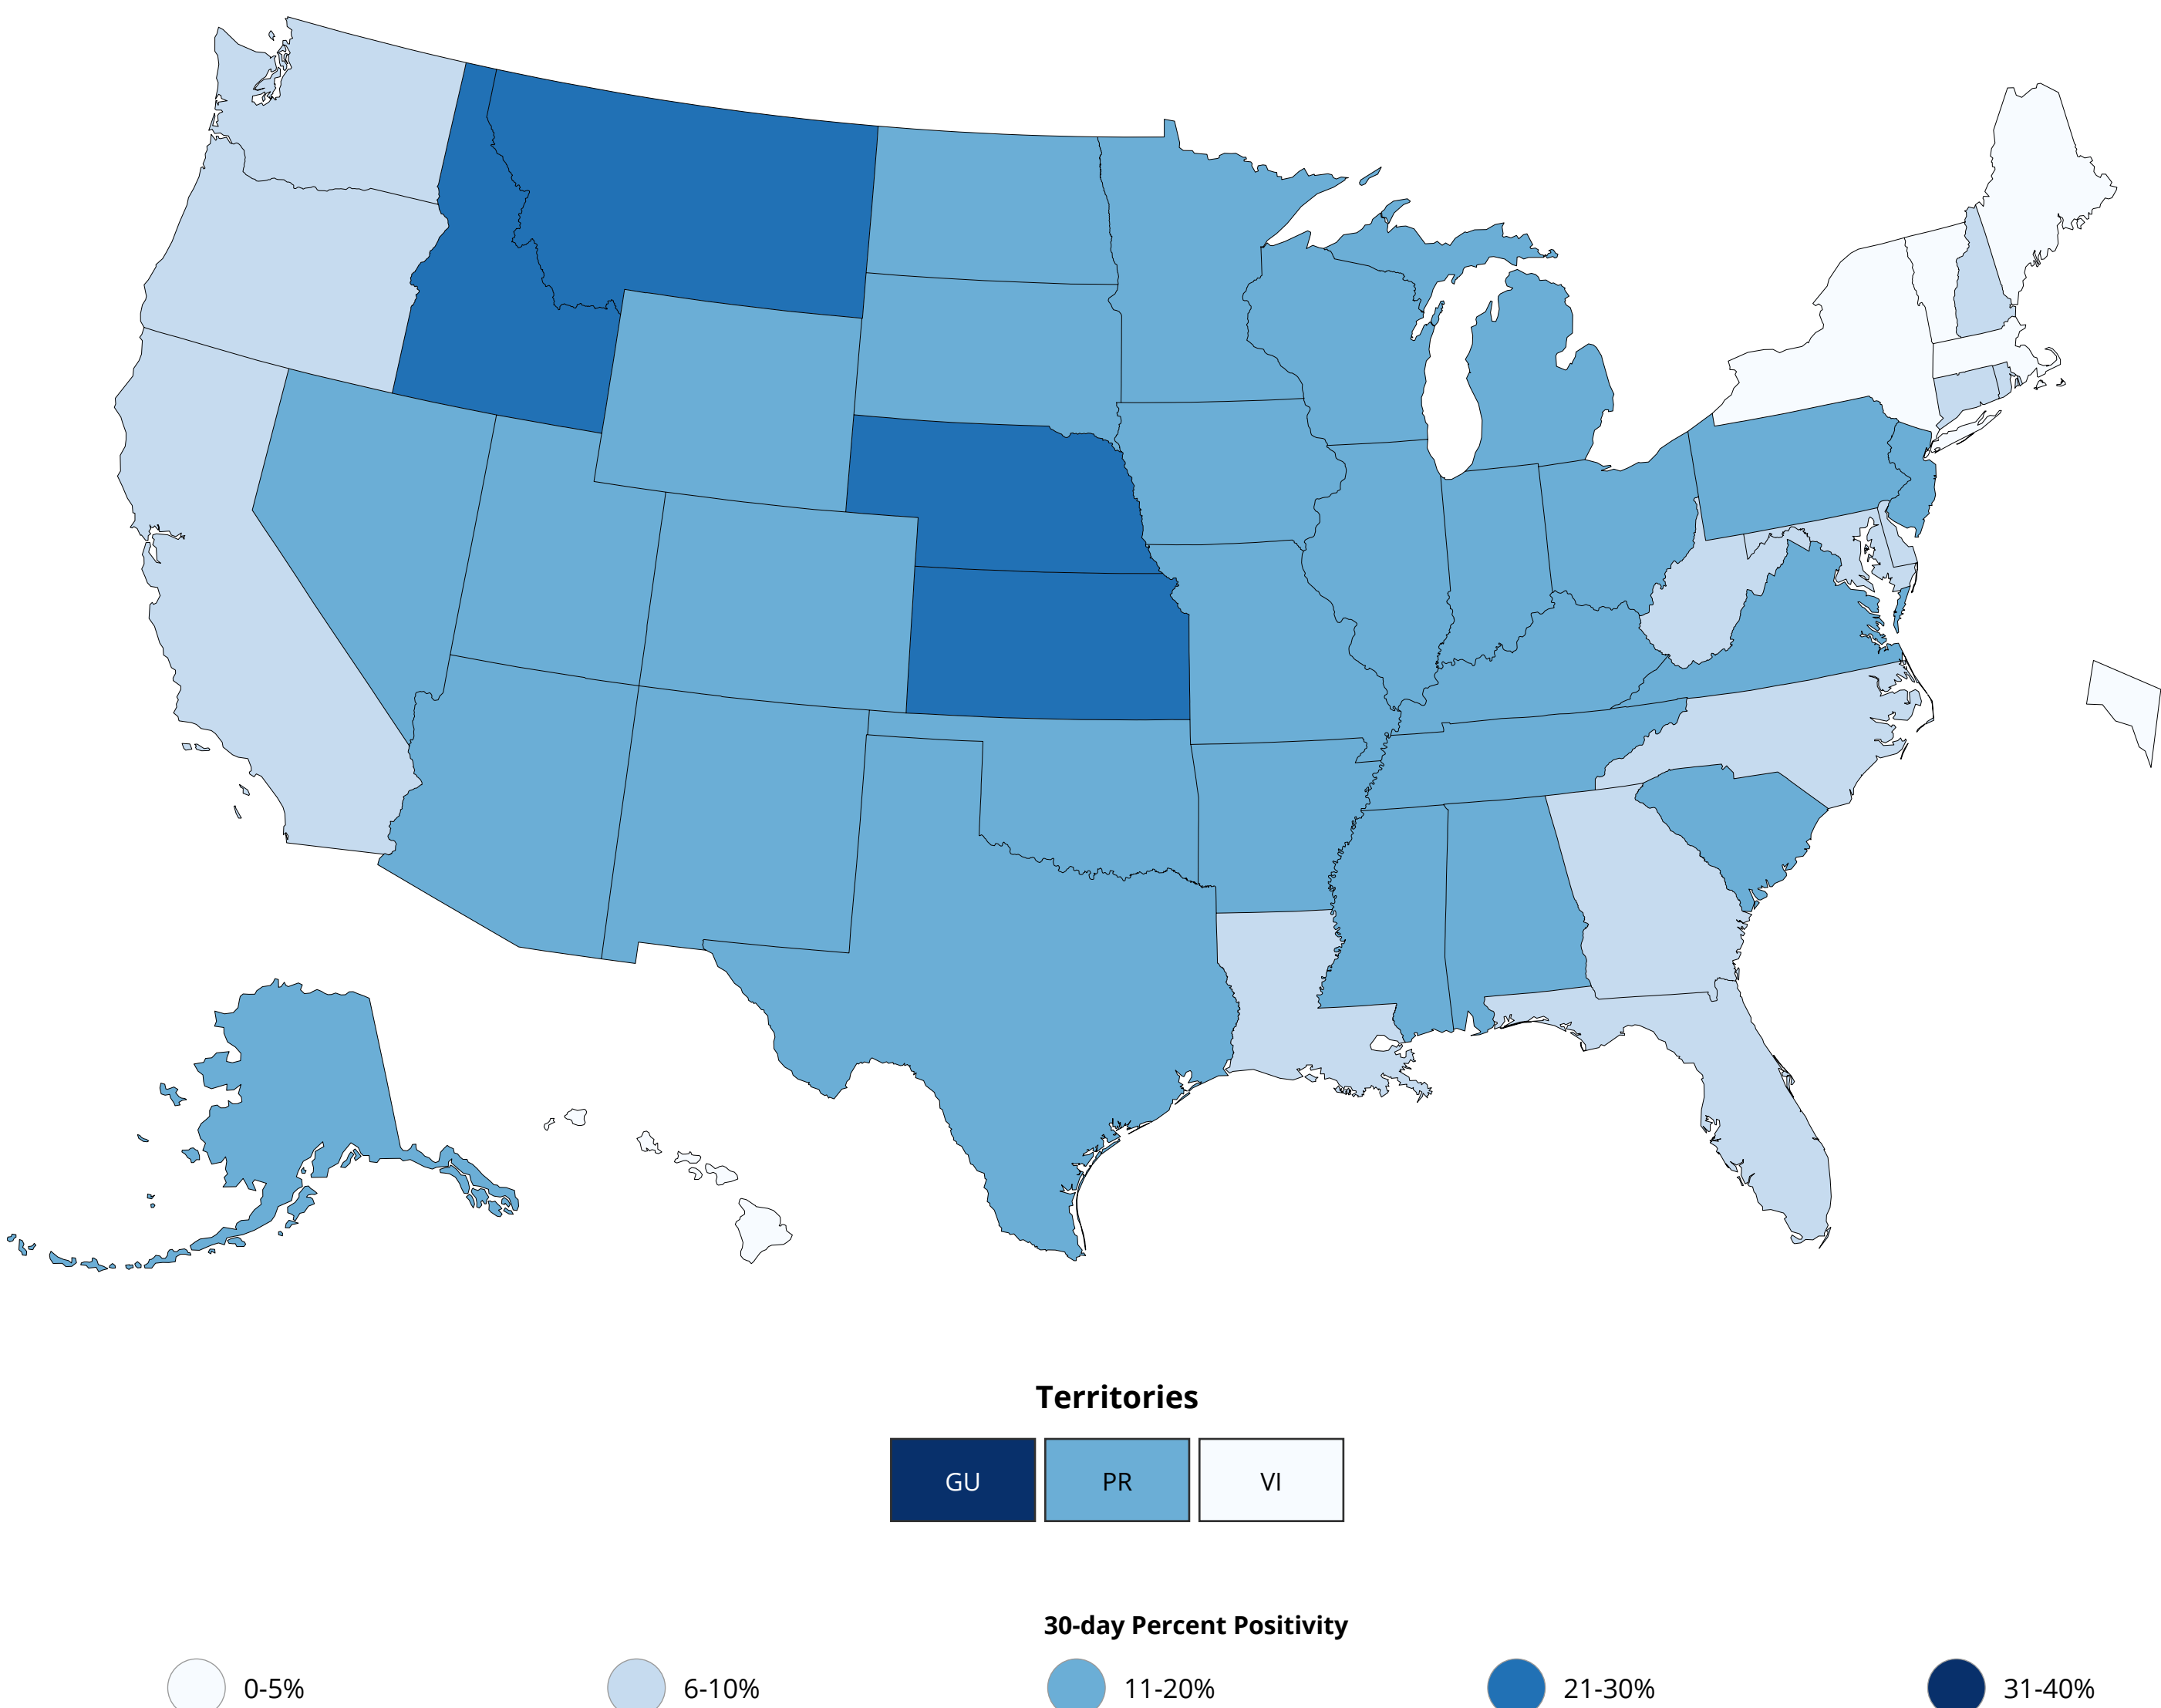 Territories
GU PR VI
30-day Percent Positivity
0-5% 6-10% 11-20% 21-30% 31-40%